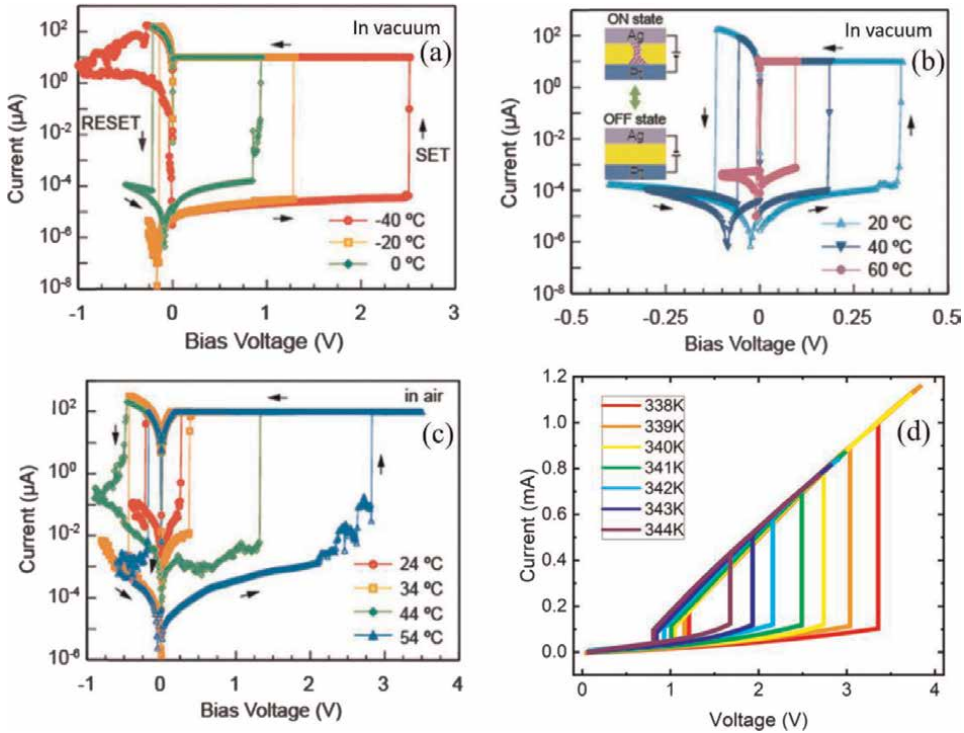 In vacuum
(a)
10²
10⁰
10⁻²
10⁻⁴
10⁻⁶
10⁻⁸
Current (µA)
RESET
SET
-40 ºC
-20 ºC
0 ºC
-1
0
1
2
3
Bias Voltage (V)
In vacuum
(b)
ON state
Ag
OFF state
Ag
10²
10⁰
10⁻²
10⁻⁴
10⁻⁶
10⁻⁸
Current (µA)
20 ºC
40 ºC
60 ºC
-0.5
-0.25
0
0.25
0.5
Bias Voltage (V)
in air
(c)
10²
10⁰
10⁻²
10⁻⁴
10⁻⁶
Current (µA)
24 ºC
34 ºC
44 ºC
54 ºC
-1
0
1
2
3
4
Bias Voltage (V)
(d)
1.2
1.0
0.8
0.6
0.4
0.2
0.0
Current (mA)
338K
339K
340K
341K
342K
343K
344K
0
1
2
3
4
Voltage (V)